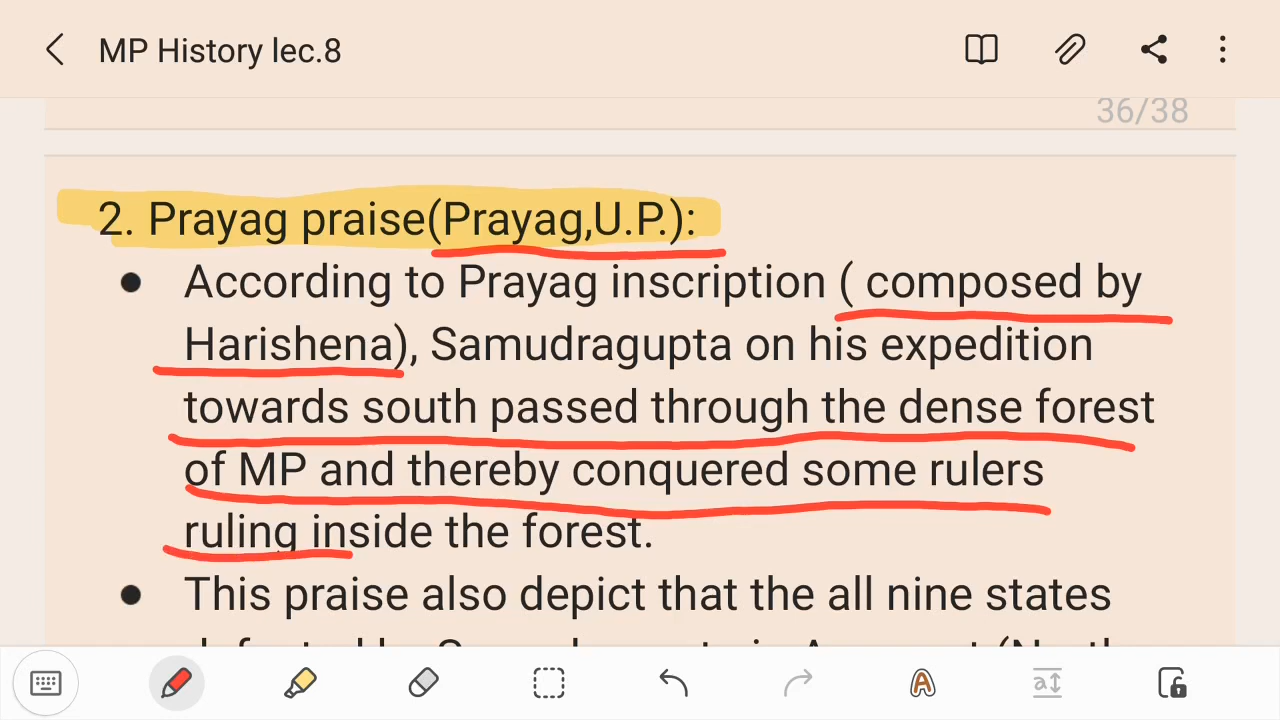 MP History lec.8
36/38
2. Prayag praise(Prayag,U.P.):
● According to Prayag inscription ( composed by
Harishena), Samudragupta on his expedition
towards south passed through the dense forest
of MP and thereby conquered some rulers
ruling inside the forest.
● This praise also depict that the all nine states